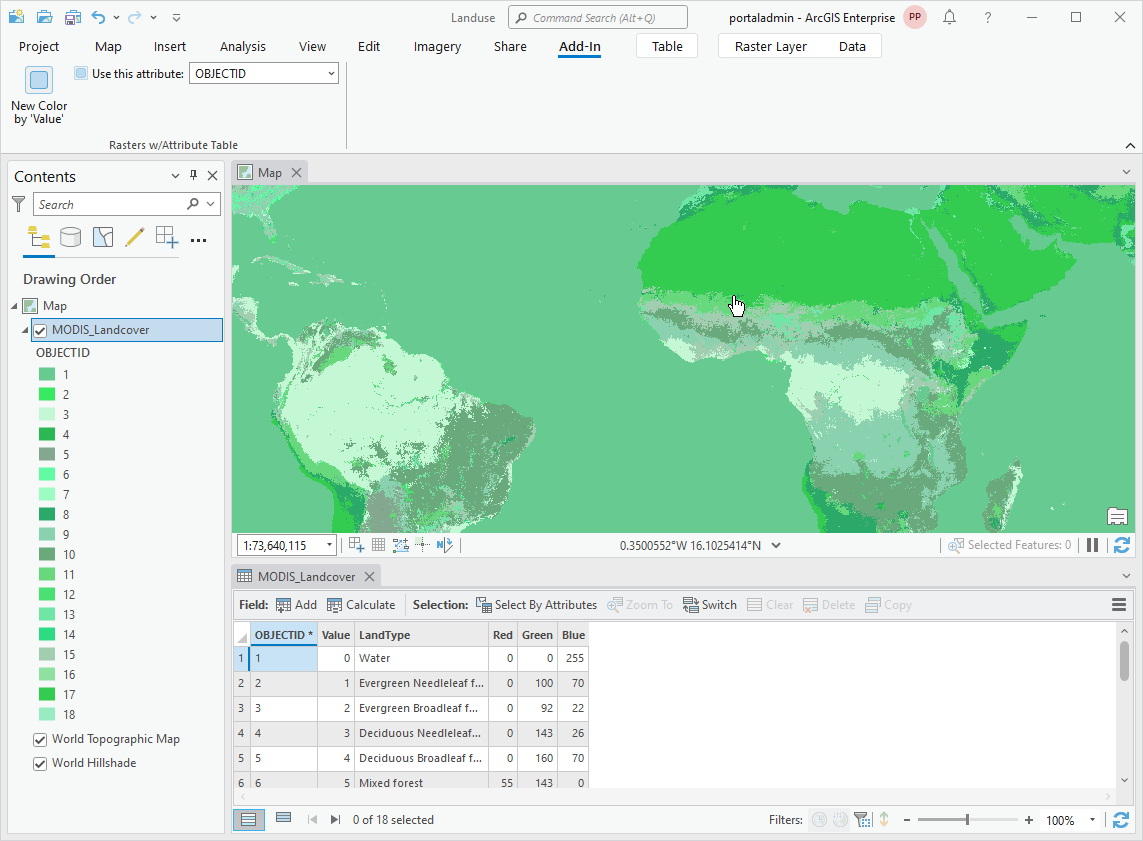 Landuse
Command Search (Alt+Q)
portaladmin - ArcGIS Enterprise
PP
?
Project
Map
Insert
Analysis
View
Edit
Imagery
Share
Add-In
Table
Raster Layer
Data
New Color
by 'Value'
Use this attribute:
OBJECTID
Rasters w/Attribute Table
Contents
Search
Drawing Order
Map
MODIS_Landcover
OBJECTID
1
2
3
4
5
6
7
8
9
10
11
12
13
14
15
16
17
18
World Topographic Map
World Hillshade
Map
1:73,640,115
0.3500552°W 16.1025414°N
Selected Features: 0
MODIS_Landcover
Field: Add Calculate Selection: Select By Attributes Zoom To Switch Clear Delete Copy
OBJECTID * Value LandType Red Green Blue
1 1 0 Water 0 0 255
2 2 1 Evergreen Needleleaf f... 0 100 70
3 3 2 Evergreen Broadleaf f... 0 92 22
4 4 3 Deciduous Needleleaf... 0 143 26
5 5 4 Deciduous Broadleaf f... 0 160 70
6 6 5 Mixed forest 55 143 0
0 of 18 selected
Filters:
100%